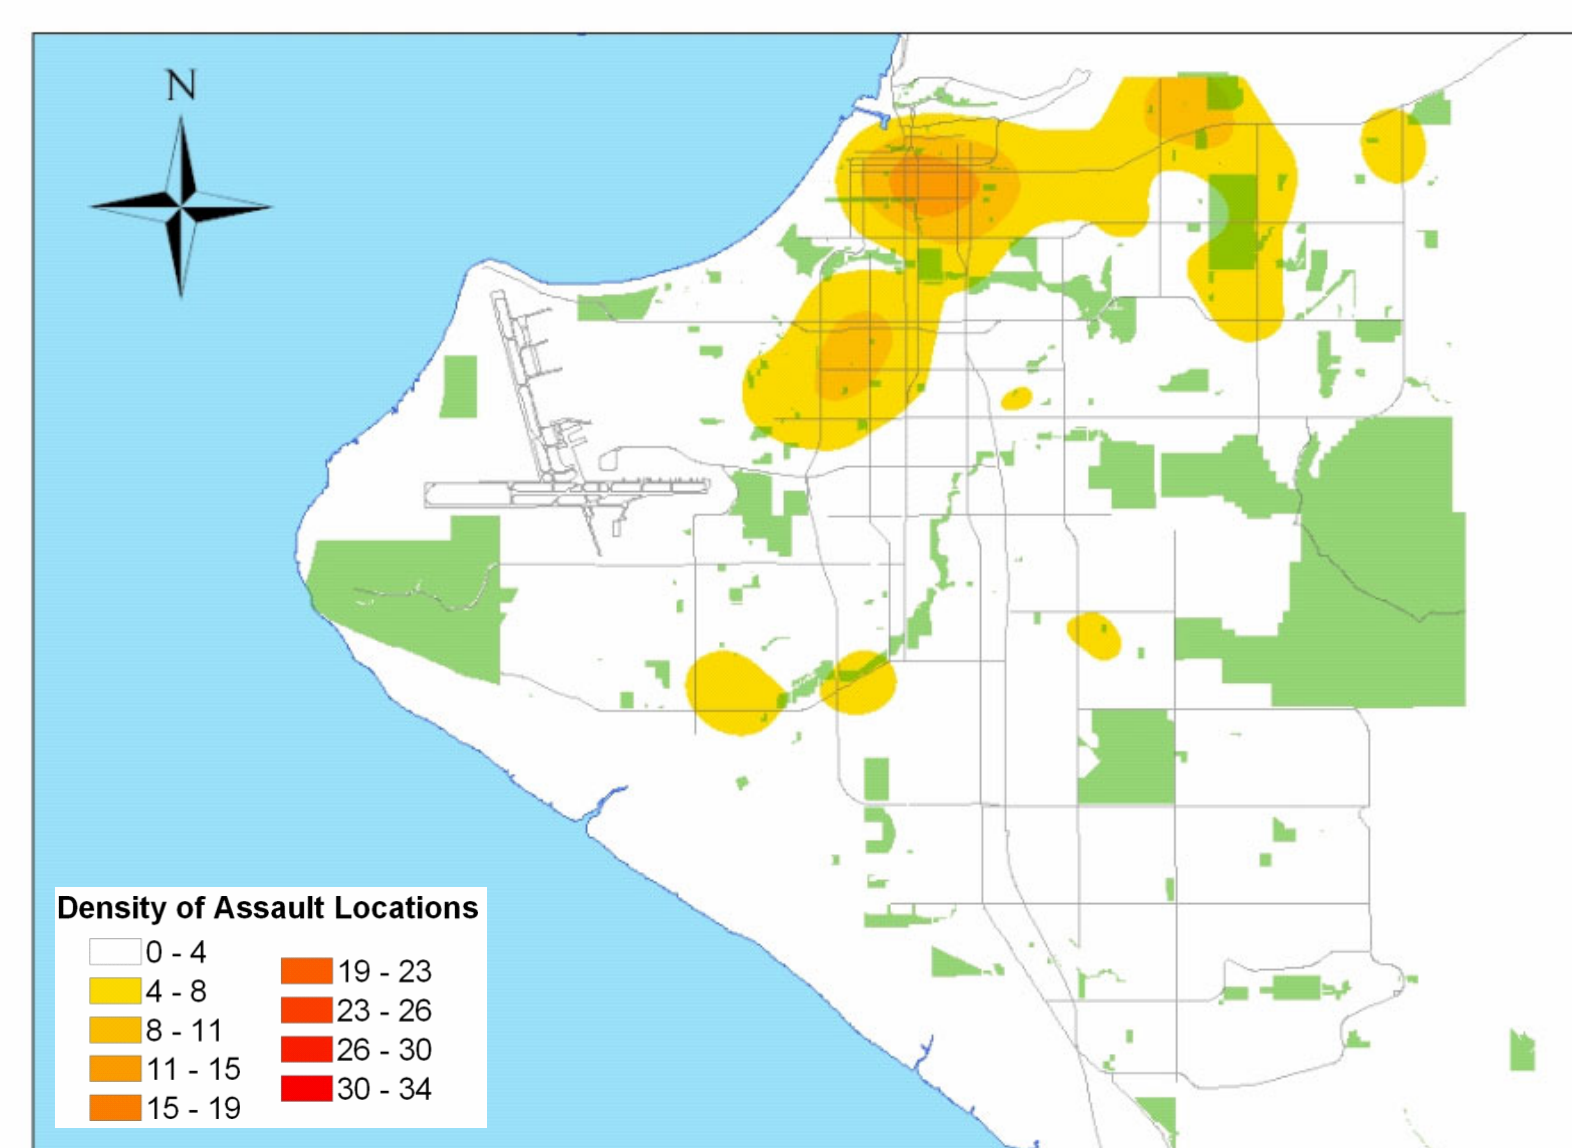 N
Density of Assault Locations
0 - 4
4 - 8
8 - 11
11 - 15
15 - 19
19 - 23
23 - 26
26 - 30
30 - 34